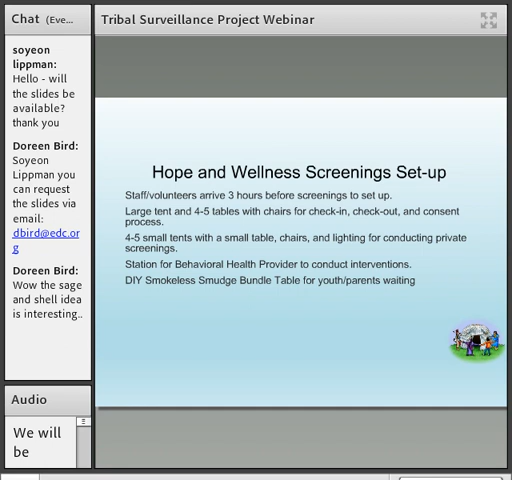 Chat (Eve...
soyeon
lippman:
Hello - will
the slides be
available?
thank you
Doreen Bird:
Soyeon
Lippman you
can request
the slides via
email:
dbird@edc.or
g
Doreen Bird:
Wow the sage
and shell idea
is interesting..
Audio
We will
be
Tribal Surveillance Project Webinar
Hope and Wellness Screenings Set-up
Staff/volunteers arrive 3 hours before screenings to set up.
Large tent and 4-5 tables with chairs for check-in, check-out, and consent
process.
4-5 small tents with a small table, chairs, and lighting for conducting private
screenings.
Station for Behavioral Health Provider to conduct interventions.
DIY Smokeless Smudge Bundle Table for youth/parents waiting